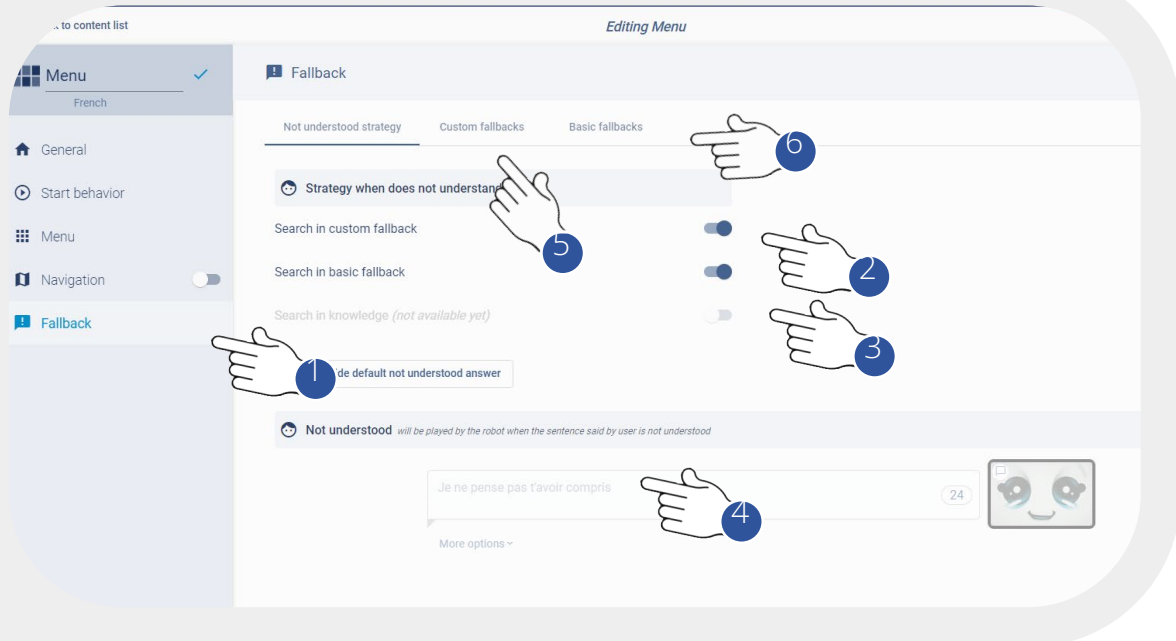 to content list
Editing Menu
Menu
French
General
Start behavior
Menu
Navigation
Fallback
Fallback
Not understood strategy
Custom fallbacks
Basic fallbacks
6
Strategy when does not understand
5
Search in custom fallback
2
Search in basic fallback
Search in knowledge (not available yet)
3
1
de default not understood answer
Not understood will be played by the robot when the sentence said by user is not understood
Je ne pense pas t'avoir compris
24
4
More options